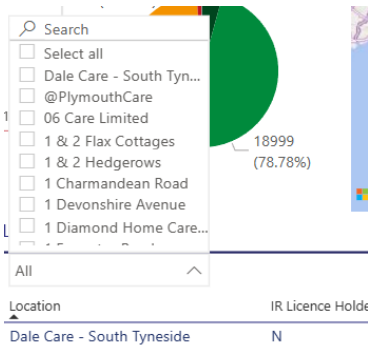 Search
Select all
Dale Care - South Tyn...
@PlymouthCare
06 Care Limited
1 & 2 Flax Cottages
1 & 2 Hedgerows
1 Charmandean Road
1 Devonshire Avenue
1 Diamond Home Care...
18999
(78.78%)
All
Location
IR Licence Holde
Dale Care - South Tyneside
N